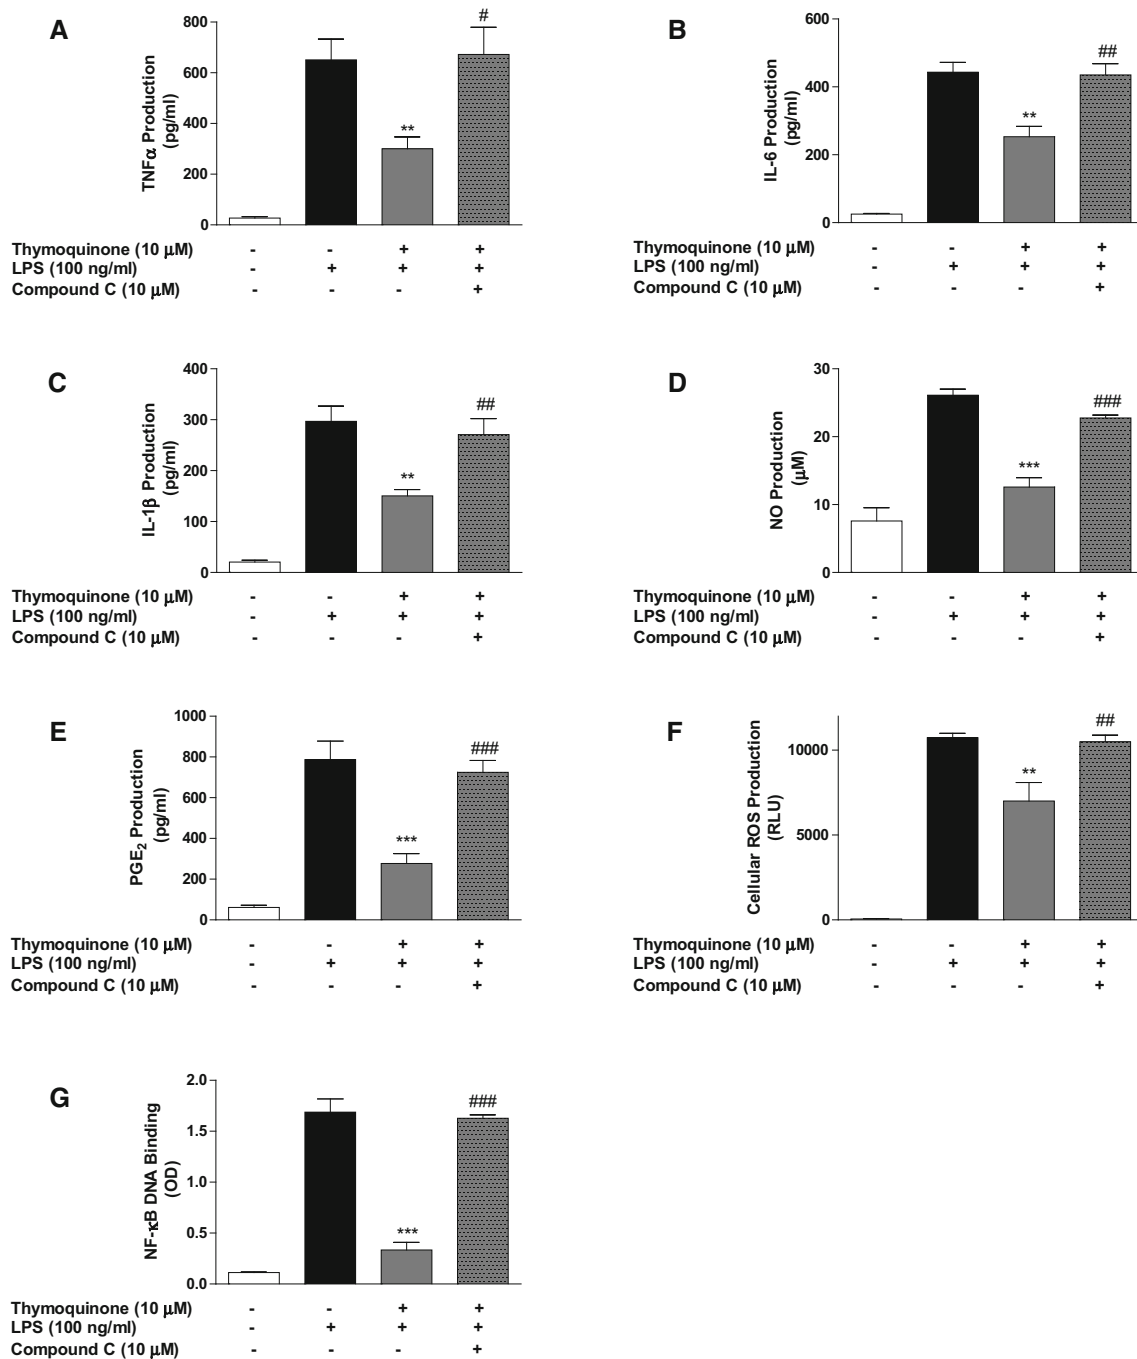 A
TNFα Production
(pg/ml)
800
600
400
200
0
**
#
Thymoquinone (10 μM) - - + +
LPS (100 ng/ml) - + + +
Compound C (10 μM) - - - +
B
IL-6 Production
(pg/ml)
600
400
200
0
**
##
Thymoquinone (10 μM) - - + +
LPS (100 ng/ml) - + + +
Compound C (10 μM) - - - +
C
IL-1β Production
(pg/ml)
400
300
200
100
0
**
##
Thymoquinone (10 μM) - - + +
LPS (100 ng/ml) - + + +
Compound C (10 μM) - - - +
D
NO Production
(μM)
30
20
10
0
***
###
Thymoquinone (10 μM) - - + +
LPS (100 ng/ml) - + + +
Compound C (10 μM) - - - +
E
PGE2 Production
(pg/ml)
1000
800
600
400
200
0
***
###
Thymoquinone (10 μM) - - + +
LPS (100 ng/ml) - + + +
Compound C (10 μM) - - - +
F
Cellular ROS Production
(RLU)
10000
5000
0
**
##
Thymoquinone (10 μM) - - + +
LPS (100 ng/ml) - + + +
Compound C (10 μM) - - - +
G
NF-κB DNA Binding
(OD)
2.0
1.5
1.0
0.5
0.0
***
###
Thymoquinone (10 μM) - - + +
LPS (100 ng/ml) - + + +
Compound C (10 μM) - - - +